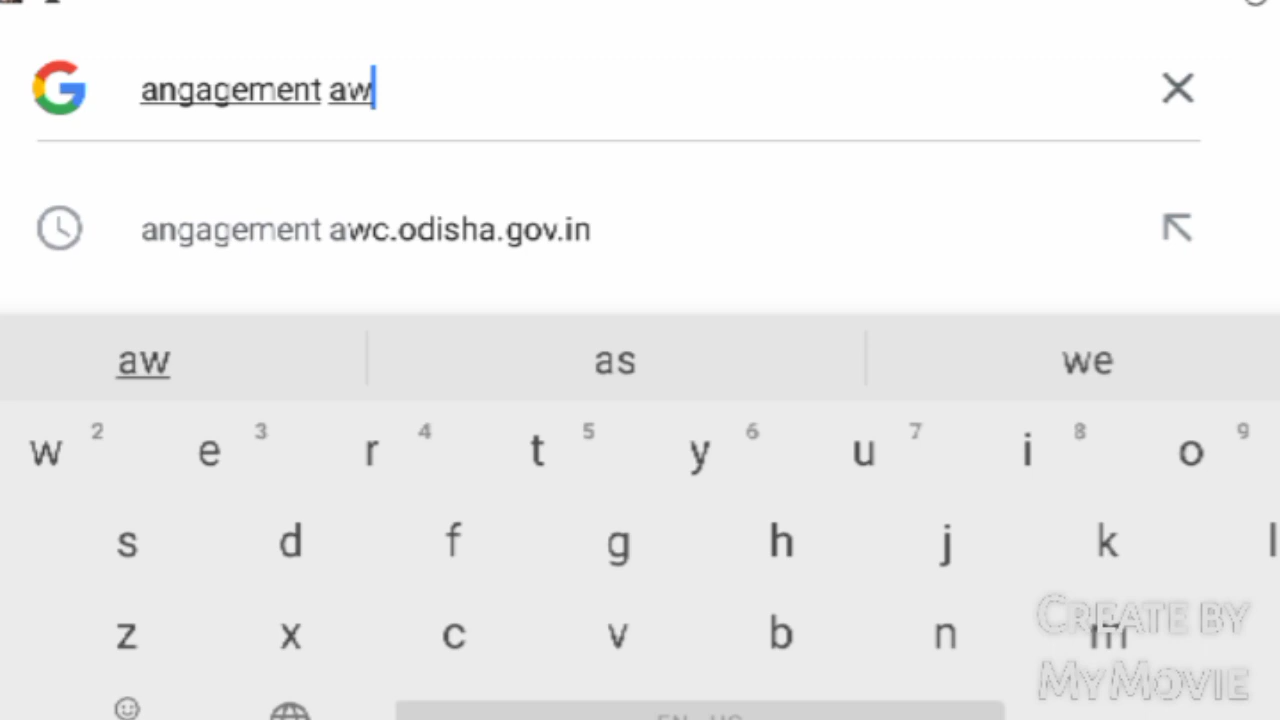 angagement aw
angagement awc.odisha.gov.in
aw as we
w 2 e 3 r 4 t 5 y 6 u 7 i 8 o 9
s d f g h j k l
z x c v b n m
CREATE BY
MYMOVIE